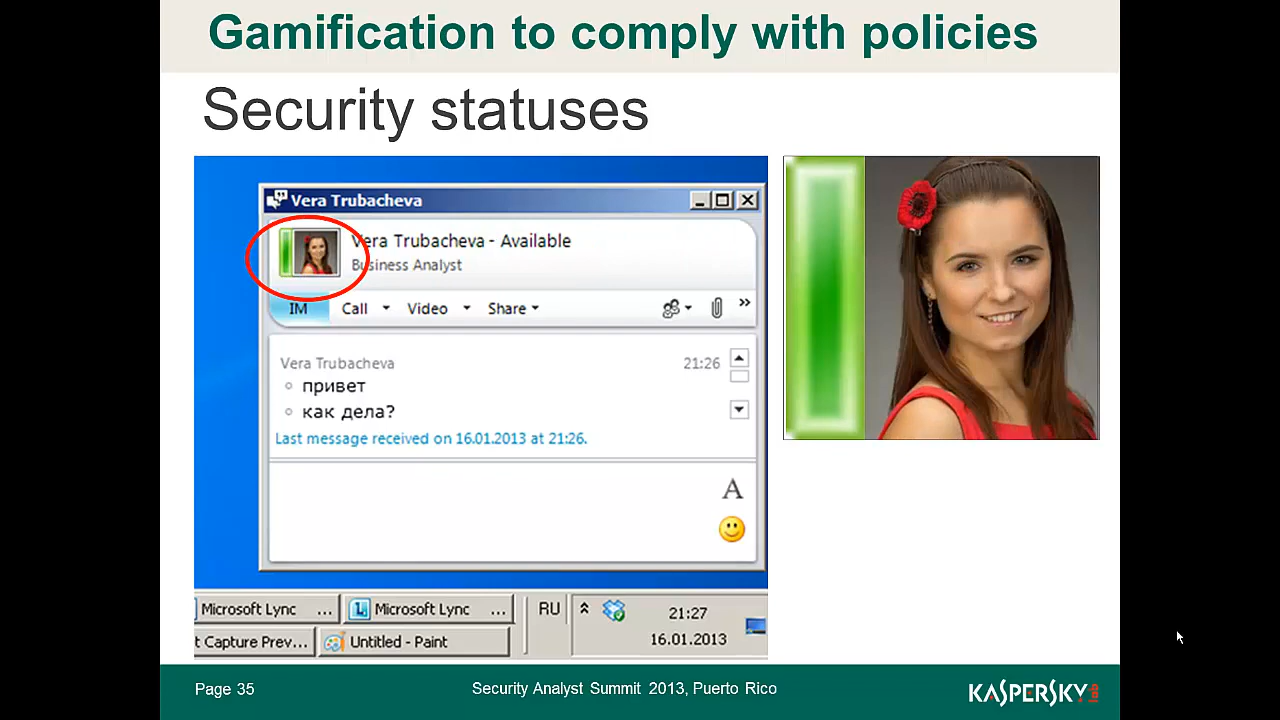 Gamification to comply with policies
Security statuses
Vera Trubacheva
Vera Trubacheva - Available
Business Analyst
IM Call Video Share
Vera Trubacheva 21:26
привет
как дела?
Last message received on 16.01.2013 at 21:26.
A
Microsoft Lync ... Microsoft Lync ... RU 21:27
t Capture Prev... Untitled - Paint 16.01.2013
Page 35 Security Analyst Summit 2013, Puerto Rico KASPERSKY lab